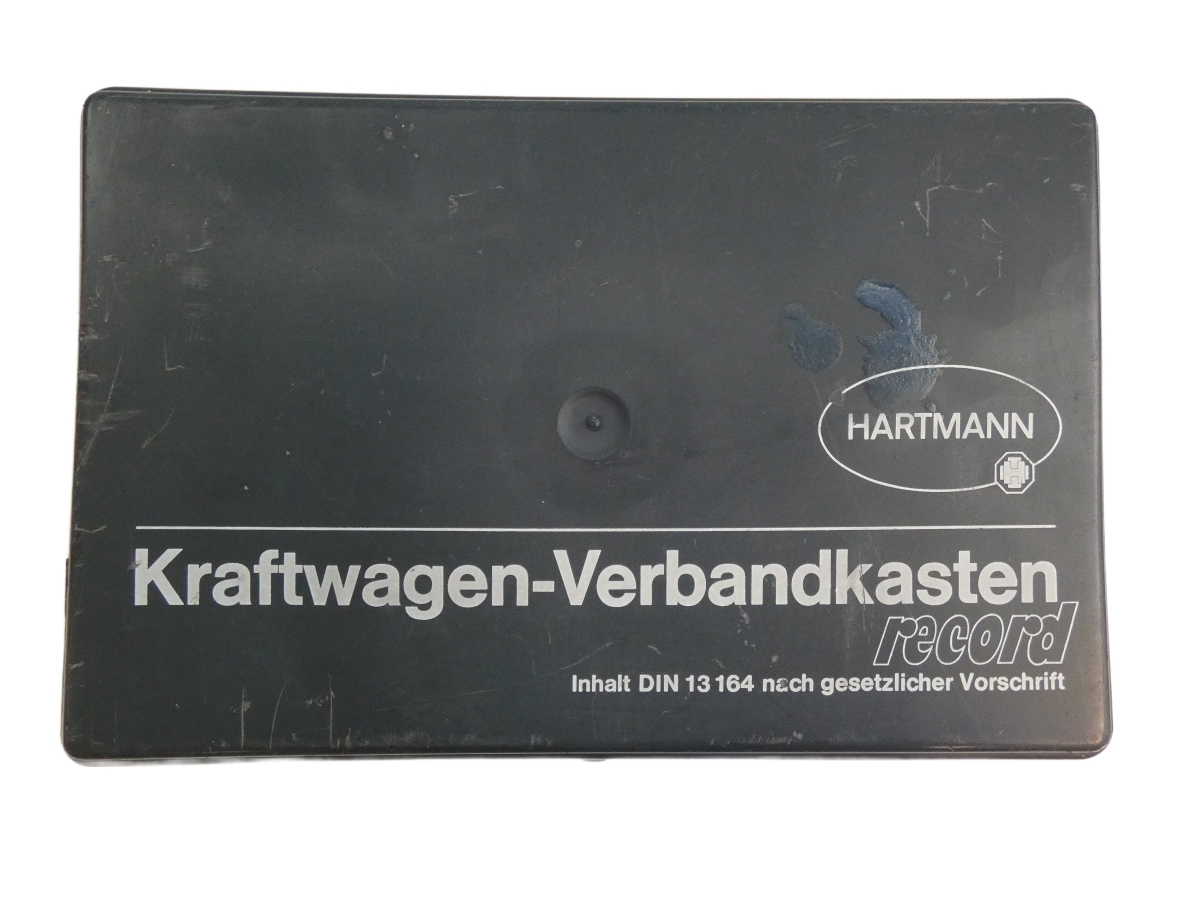 HARTMANN
Kraftwagen-Verbandkasten
record
Inhalt DIN 13 164 nach gesetzlicher Vorschrift